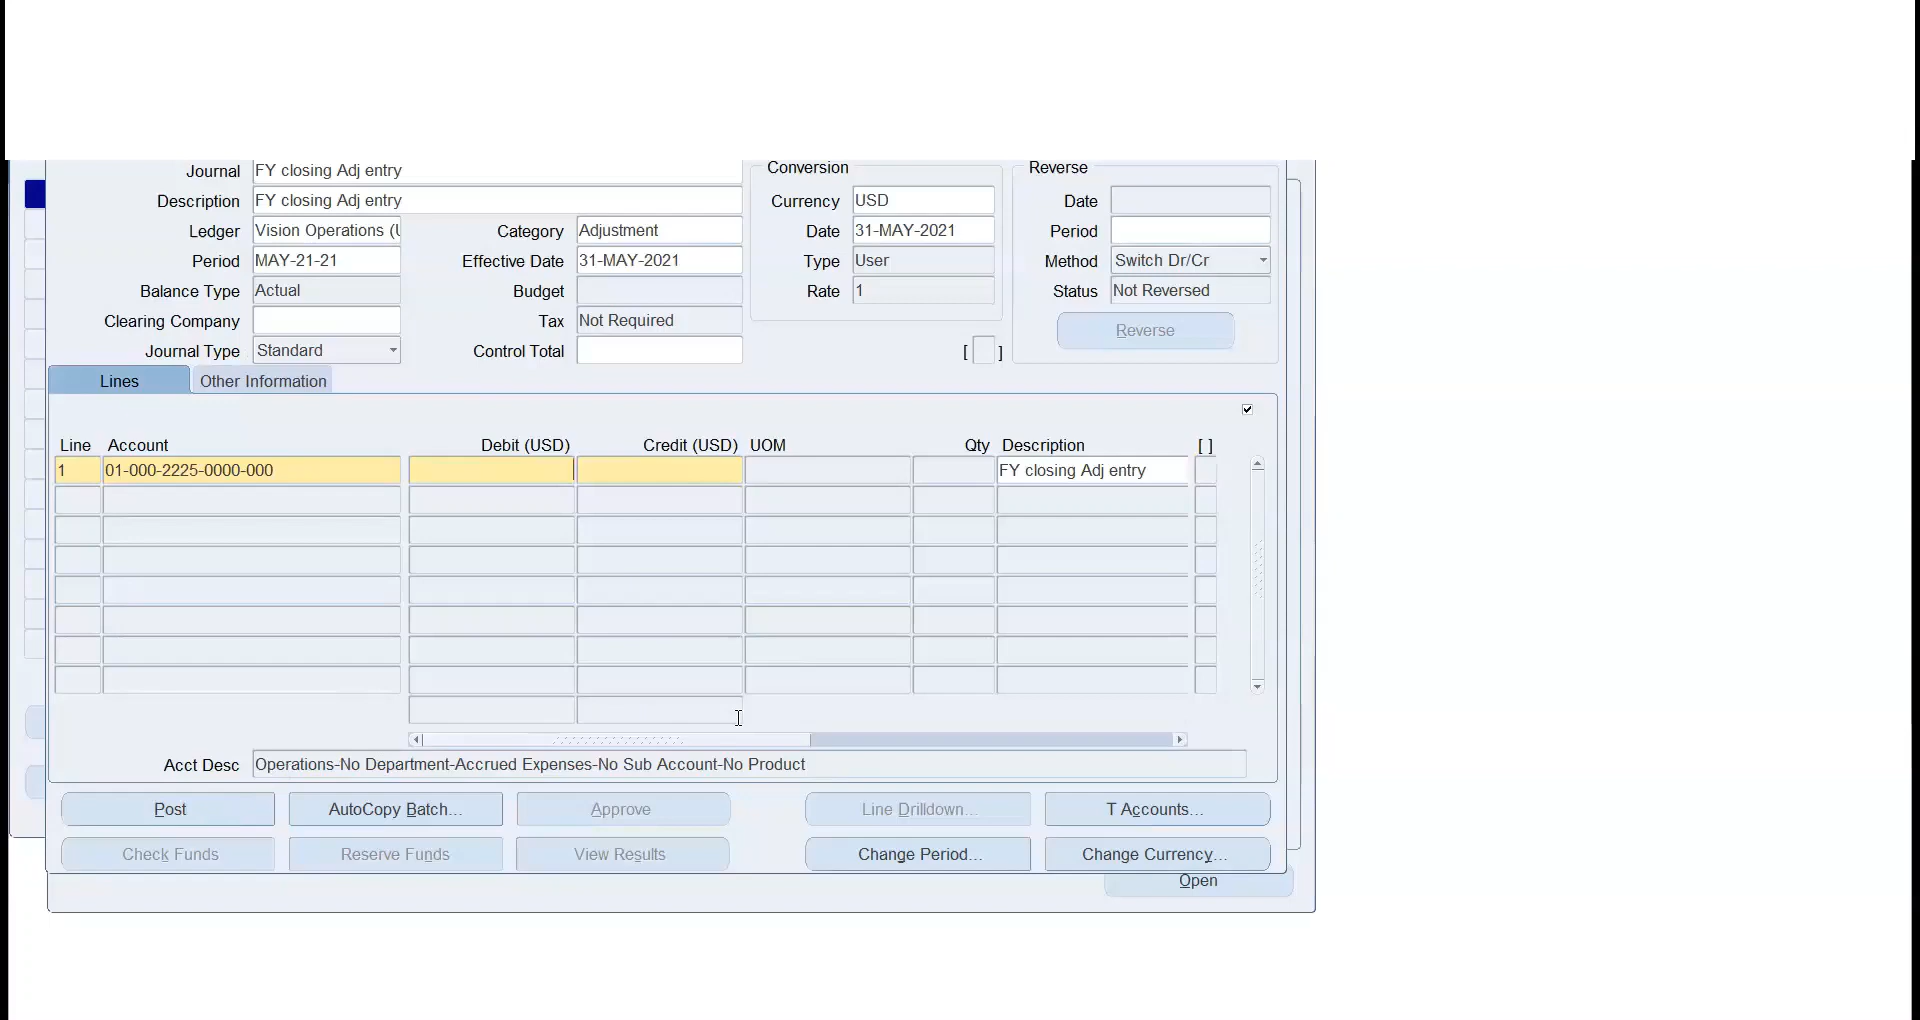 Journal FY closing Adj entry
Description FY closing Adj entry
Ledger Vision Operations (U
Category Adjustment
Period MAY-21-21
Effective Date 31-MAY-2021
Balance Type Actual
Budget
Clearing Company
Tax Not Required
Journal Type Standard
Control Total
Conversion
Currency USD
Date 31-MAY-2021
Type User
Rate 1
Reverse
Date
Period
Method Switch Dr/Cr
Status Not Reversed
Reverse
[ ]
Lines Other Information
Line Account Debit (USD) Credit (USD) UOM Qty Description [ ]
1 01-000-2225-0000-000 FY closing Adj entry
Acct Desc Operations-No Department-Accrued Expenses-No Sub Account-No Product
Post AutoCopy Batch... Approve Line Drilldown... T Accounts...
Check Funds Reserve Funds View Results Change Period... Change Currency...
Open